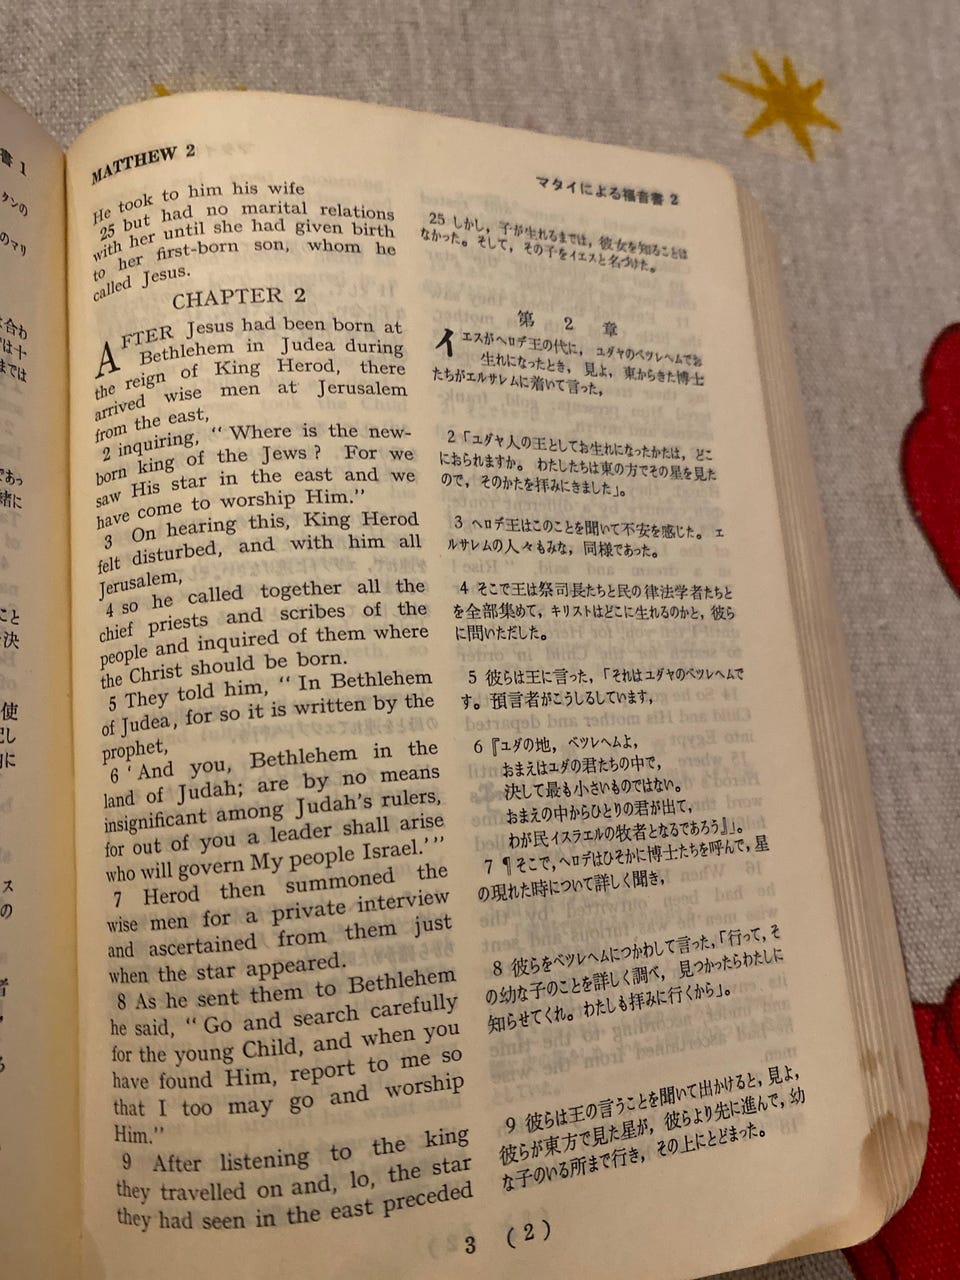 MATTHEW 2
He took to him his wife
25 but had no marital relations
with her until she had given birth
to her first-born son, whom he
called Jesus.
CHAPTER 2
AFTER Jesus had been born at
Bethlehem in Judea during
the reign of King Herod, there
arrived wise men at Jerusalem
from the east,
2 inquiring, “ Where is the new-
born king of the Jews ? For we
saw His star in the east and we
have come to worship Him.”
3 On hearing this, King Herod
felt disturbed, and with him all
Jerusalem,
4 so he called together all the
chief priests and scribes of the
people and inquired of them where
the Christ should be born.
5 They told him, “ In Bethlehem
of Judea, for so it is written by the
prophet,
6 ‘ And you, Bethlehem in the
land of Judah; are by no means
insignificant among Judah’s rulers,
for out of you a leader shall arise
who will govern My people Israel.’ ”
7 Herod then summoned the
wise men for a private interview
and ascertained from them just
when the star appeared.
8 As he sent them to Bethlehem
he said, “ Go and search carefully
for the young Child, and when you
have found Him, report to me so
that I too may go and worship
Him.”
9 After listening to the king
they travelled on and, lo, the star
they had seen in the east preceded
マタイによる福音書 2
25 しかし，子が生れるまでは，彼女を知ることは
なかった。そして，その子をイエスと名づけた。
第 2 章
イエスがヘロデ王の代に，ユダヤのベツレヘムでお
生れになったとき，見よ，東からきた博士
たちがエルサレムに着いて言った，
2「ユダヤ人の王としてお生れになったかたは，どこ
におられますか。わたしたちは東の方でその星を見た
ので，そのかたを拝みにきました」。
3 ヘロデ王はこのことを聞いて不安を感じた。エ
ルサレムの人々もみな，同様であった。
4 そこで王は祭司長たちと民の律法学者たちと
を全部集めて，キリストはどこに生れるのかと，彼ら
に問いただした。
5 彼らは王に言った，「それはユダヤのベツレヘムで
す。預言者がこうしるしています，
6『ユダの地，ベツレヘムよ，
おまえはユダの君たちの中で，
決して最も小さいものではない。
おまえの中からひとりの君が出て，
わが民イスラエルの牧者となるであろう』」。
7 ¶ そこで，ヘロデはひそかに博士たちを呼んで，星
の現れた時について詳しく聞き，
8 彼らをベツレヘムにつかわして言った，「行って，そ
の幼な子のことを詳しく調べ，見つかったらわたしに
知らせてくれ。わたしも拝みに行くから」。
9 彼らは王の言うことを聞いて出かけると，見よ，
彼らが東方で見た星が，彼らより先に進んで，幼
な子のいる所まで行き，その上にとどまった。
3 ( 2 )